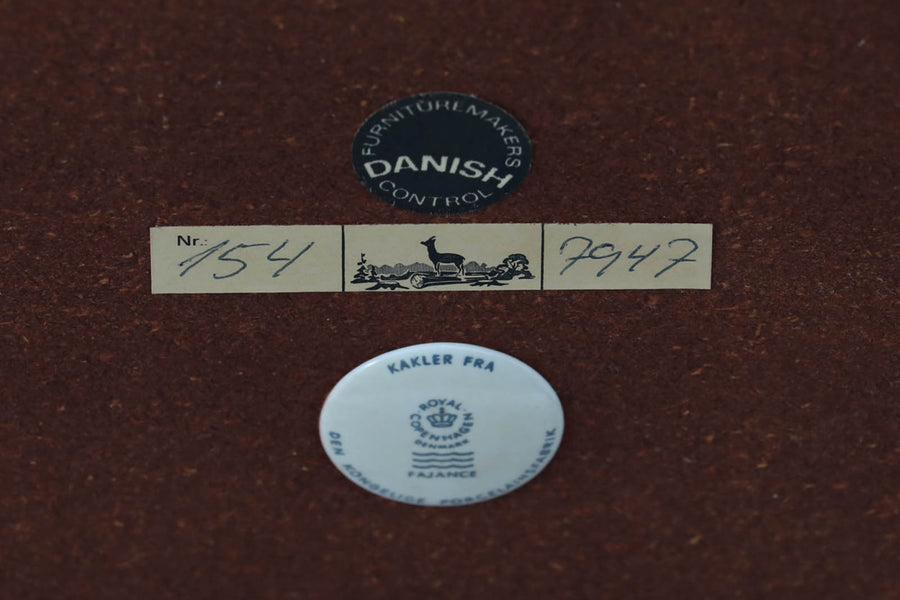 FURNITUREMAKERS
DANISH
CONTROL
Nr.: 154 7947
KAKLER FRA
ROYAL
COPENHAGEN
DENMARK
FAJANCE
DEN KONGELIGE PORCELAINSFABRIK